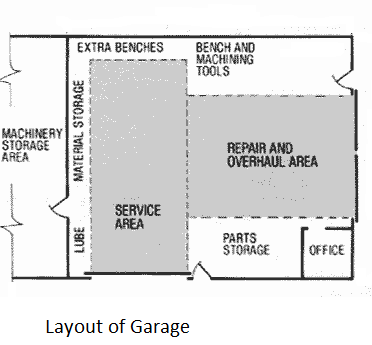 EXTRA BENCHES
BENCH AND
MACHINING
TOOLS
MATERIAL STORAGE
MACHINERY
STORAGE
AREA
REPAIR AND
OVERHAUL AREA
SERVICE
AREA
LUBE
PARTS
STORAGE
OFFICE
Layout of Garage